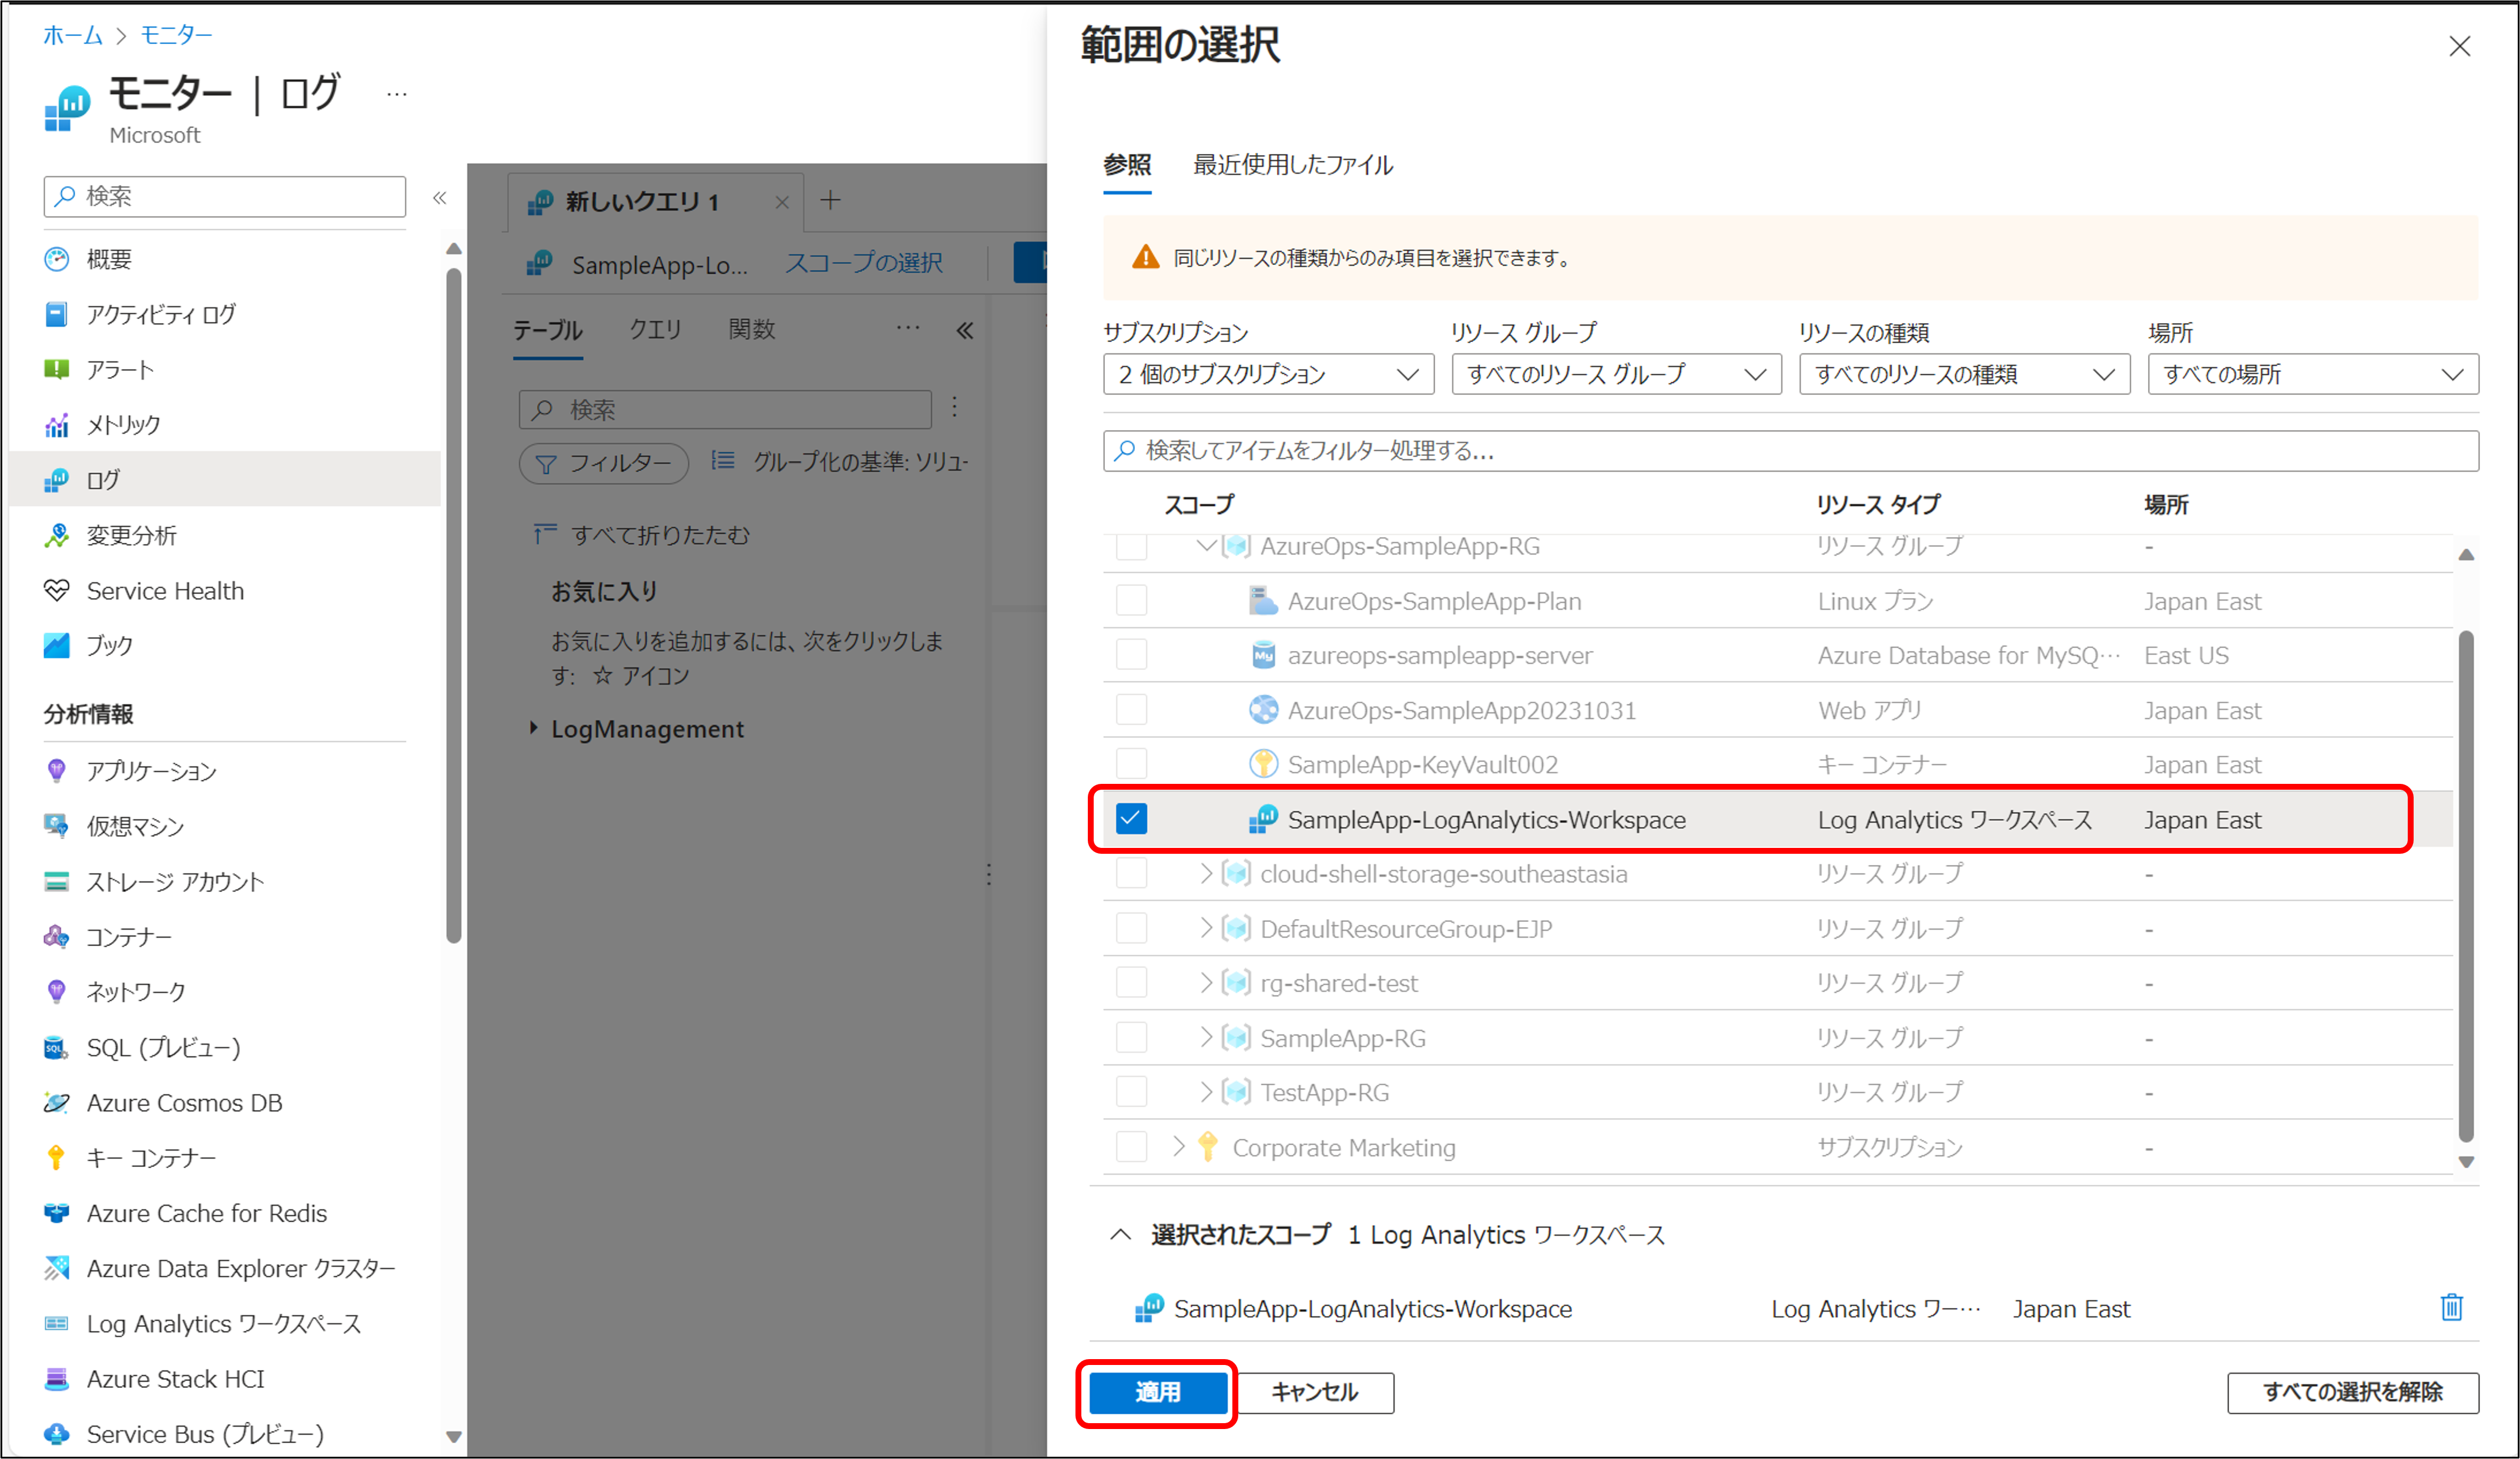 ホーム > モニター
モニター | ログ ...
Microsoft
検索
概要
アクティビティ ログ
アラート
メトリック
ログ
変更分析
Service Health
ブック
分析情報
アプリケーション
仮想マシン
ストレージ アカウント
コンテナー
ネットワーク
SQL (プレビュー)
Azure Cosmos DB
キー コンテナー
Azure Cache for Redis
Azure Data Explorer クラスター
Log Analytics ワークスペース
Azure Stack HCI
Service Bus (プレビュー)
新しいクエリ 1
SampleApp-Lo...
スコープの選択
テーブル クエリ 関数 ...
検索
フィルター
グループ化の基準: ソリュー
すべて折りたたむ
お気に入り
お気に入りを追加するには、次をクリックしま
す: ☆ アイコン
LogManagement
範囲の選択
参照 最近使用したファイル
同じリソースの種類からのみ項目を選択できます。
サブスクリプション リソース グループ リソースの種類 場所
2 個のサブスクリプション すべてのリソース グループ すべてのリソースの種類 すべての場所
検索してアイテムをフィルター処理する...
スコープ リソース タイプ 場所
AzureOps-SampleApp-RG リソース グループ -
AzureOps-SampleApp-Plan Linux プラン Japan East
My azureops-sampleapp-server Azure Database for MySQ... East US
AzureOps-SampleApp20231031 Web アプリ Japan East
SampleApp-KeyVault002 キー コンテナー Japan East
SampleApp-LogAnalytics-Workspace Log Analytics ワークスペース Japan East
cloud-shell-storage-southeastasia リソース グループ -
DefaultResourceGroup-EJP リソース グループ -
rg-shared-test リソース グループ -
SampleApp-RG リソース グループ -
TestApp-RG リソース グループ -
Corporate Marketing サブスクリプション -
選択されたスコープ 1 Log Analytics ワークスペース
SampleApp-LogAnalytics-Workspace Log Analytics ワー... Japan East
適用 キャンセル すべての選択を解除